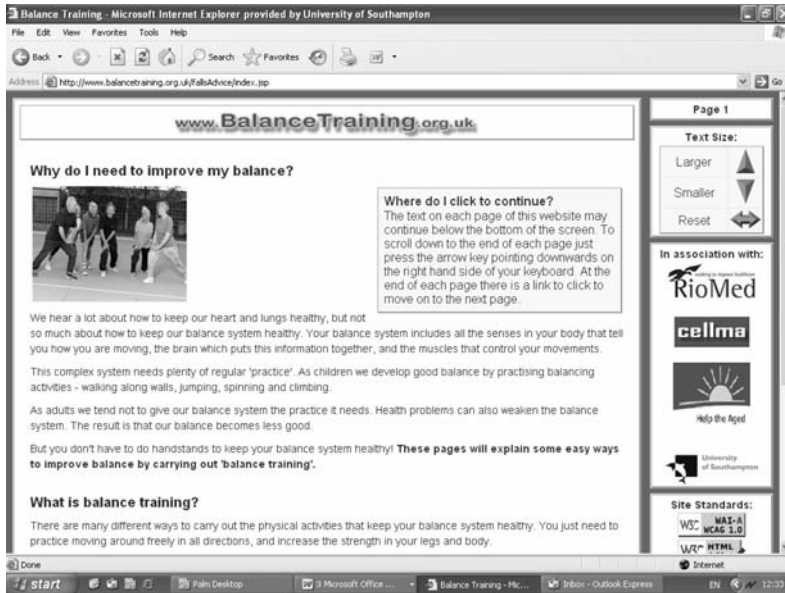 Balance Training - Microsoft Internet Explorer provided by University of Southampton
File Edit View Favorites Tools Help
Back Search Favorites
Address http://www.balancetraining.org.uk/FallsAdvice/index.jsp Go
www.BalanceTraining.org.uk
Why do I need to improve my balance?
Where do I click to continue?
The text on each page of this website may
continue below the bottom of the screen. To
scroll down to the end of each page just
press the arrow key pointing downwards on
the right hand side of your keyboard. At the
end of each page there is a link to click to
move on to the next page.
We hear a lot about how to keep our heart and lungs healthy, but not
so much about how to keep our balance system healthy. Your balance system includes all the senses in your body that tell
you how you are moving, the brain which puts this information together, and the muscles that control your movements.
This complex system needs plenty of regular 'practice'. As children we develop good balance by practising balancing
activities - walking along walls, jumping, spinning and climbing.
As adults we tend not to give our balance system the practice it needs. Health problems can also weaken the balance
system. The result is that our balance becomes less good.
But you don't have to do handstands to keep your balance system healthy! These pages will explain some easy ways
to improve balance by carrying out 'balance training'.
What is balance training?
There are many different ways to carry out the physical activities that keep your balance system healthy. You just need to
practice moving around freely in all directions, and increase the strength in your legs and body.
Page 1
Text Size:
Larger
Smaller
Reset
In association with:
RioMed
cellma
Help the Aged
University
of Southampton
Site Standards:
W3C WAI-A
WCAG 1.0
W3C HTML
Done Internet
start Palm Desktop 3 Microsoft Office ... Balance Training - Mic... Inbox - Outlook Express EN 12:33